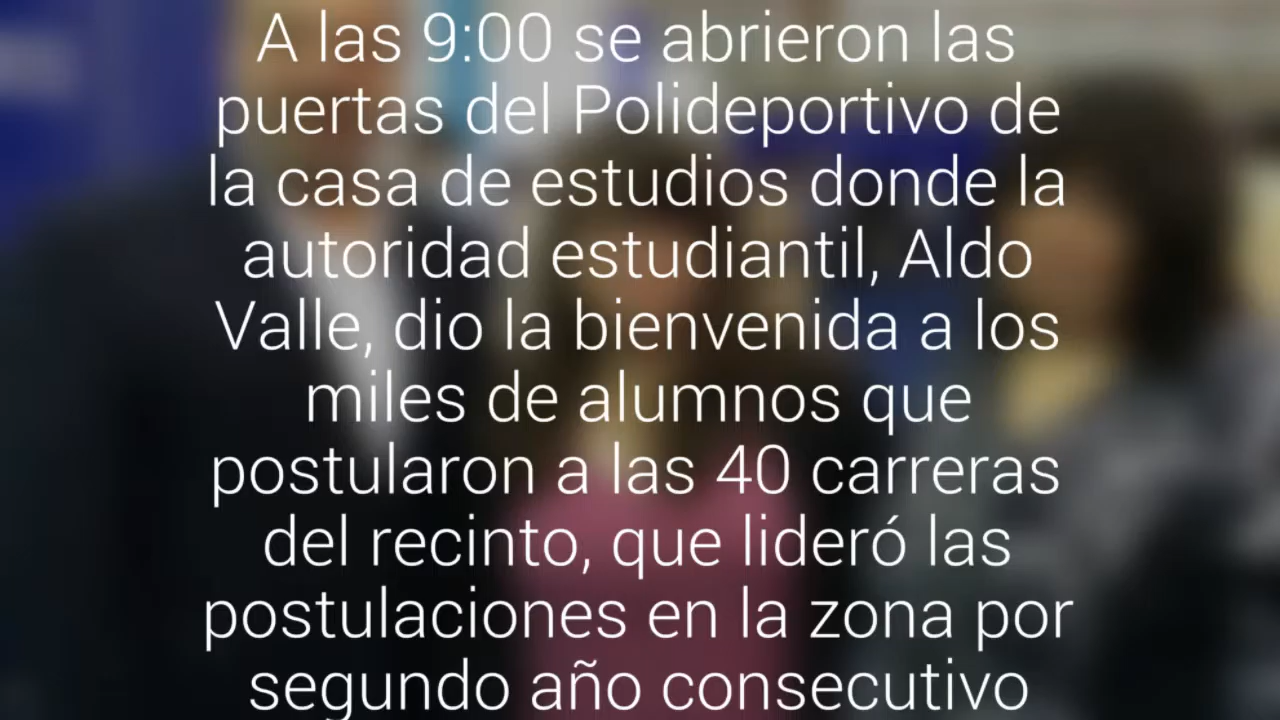 A las 9:00 se abrieron las
puertas del Polideportivo de
la casa de estudios donde la
autoridad estudiantil, Aldo
Valle, dio la bienvenida a los
miles de alumnos que
postularon a las 40 carreras
del recinto, que lideró las
postulaciones en la zona por
segundo año consecutivo